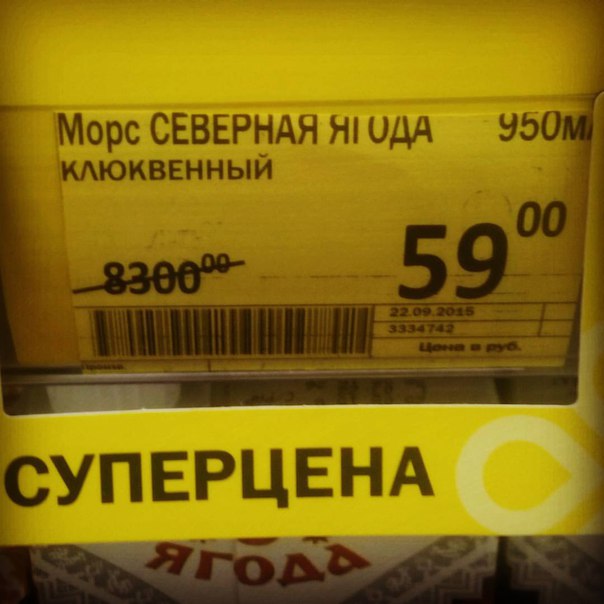 Морс СЕВЕРНАЯ ЯГОДА 950мл
КЛЮКВЕННЫЙ
8300 00
59 00
22.09.2015
3334742
Цена в руб.
СУПЕРЦЕНА
ЯГОДА